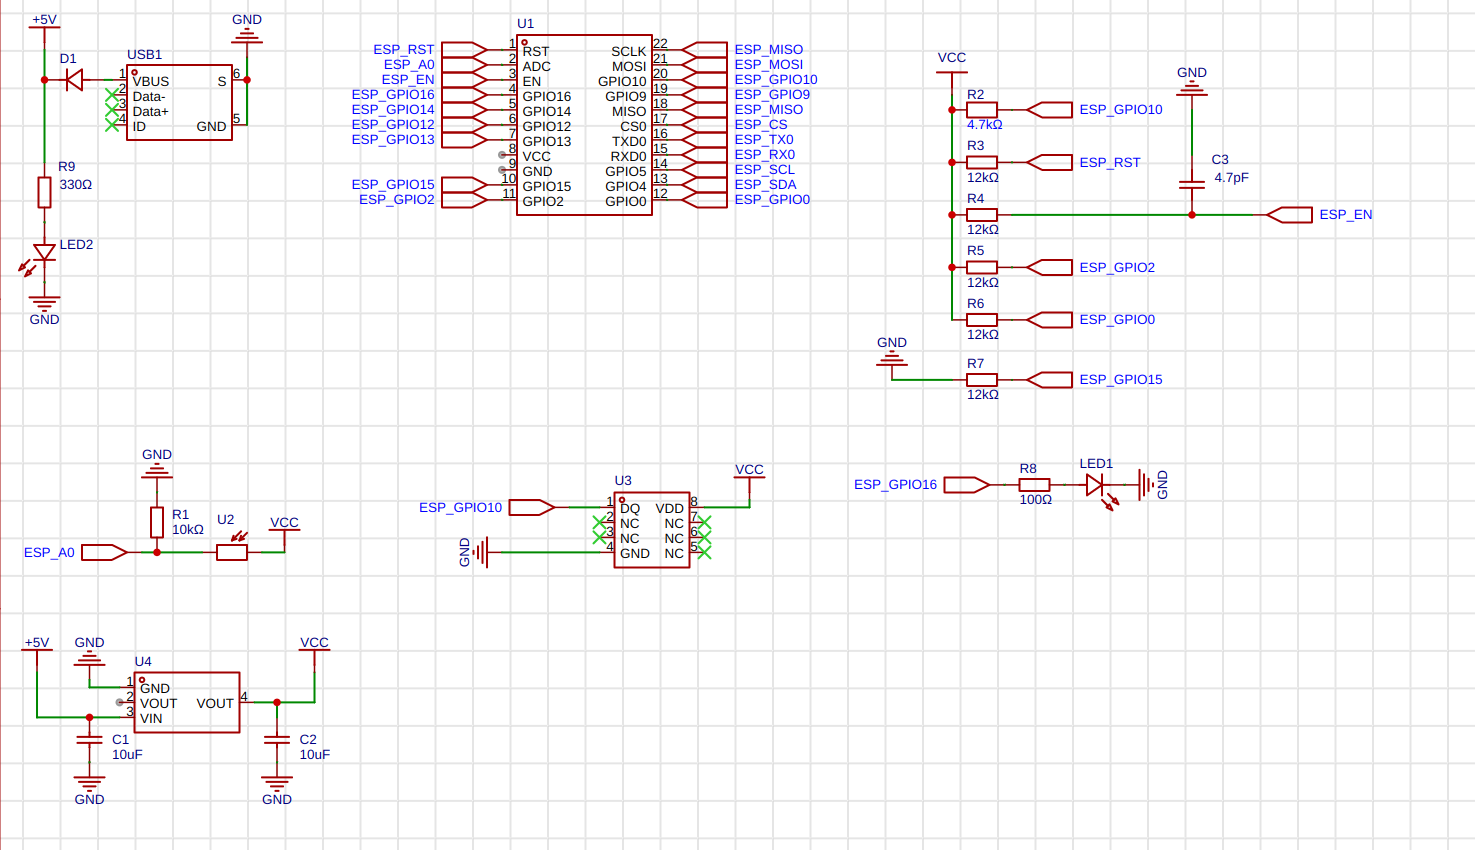 +5V
D1
USB1
GND
1 VBUS
2 Data-
3 Data+
4 ID
S 6
GND 5
R9
330Ω
LED2
GND
U1
ESP_RST 1 RST
ESP_A0 2 ADC
ESP_EN 3 EN
ESP_GPIO16 4 GPIO16
ESP_GPIO14 5 GPIO14
ESP_GPIO12 6 GPIO12
ESP_GPIO13 7 GPIO13
8 VCC
9 GND
ESP_GPIO15 10 GPIO15
ESP_GPIO2 11 GPIO2
SCLK 22 ESP_MISO
MOSI 21 ESP_MOSI
GPIO10 20 ESP_GPIO10
GPIO9 19 ESP_GPIO9
MISO 18 ESP_MISO
CS0 17 ESP_CS
TXD0 16 ESP_TX0
RXD0 15 ESP_RX0
GPIO5 14 ESP_SCL
GPIO4 13 ESP_SDA
GPIO0 12 ESP_GPIO0
VCC
R2
4.7kΩ
ESP_GPIO10
R3
12kΩ
ESP_RST
R4
12kΩ
GND
C3
4.7pF
ESP_EN
R5
12kΩ
ESP_GPIO2
R6
12kΩ
ESP_GPIO0
GND
R7
12kΩ
ESP_GPIO15
GND
R1
10kΩ
U2
VCC
ESP_A0
U3
ESP_GPIO10
GND
1 DQ
2 NC
3 NC
4 GND
VDD 8
NC 7
NC 6
NC 5
VCC
ESP_GPIO16
R8
100Ω
LED1
GND
+5V
GND
U4
VCC
1 GND
2 VOUT
3 VIN
VOUT 4
C1
10uF
GND
C2
10uF
GND